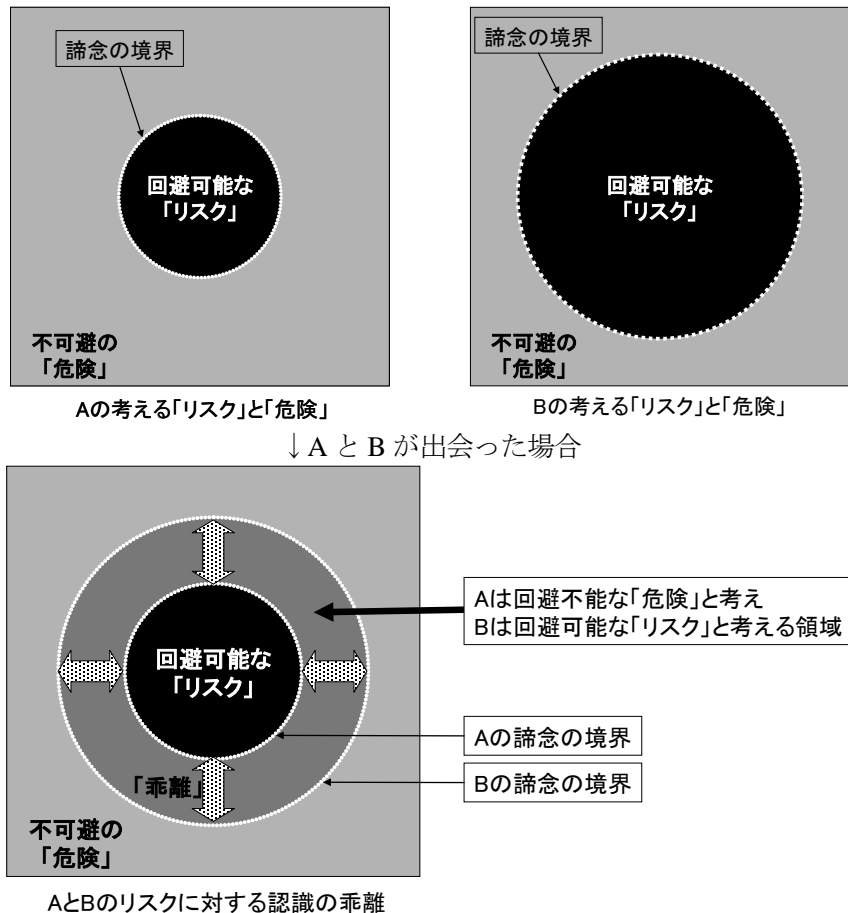 諦念の境界
回避可能な
「リスク」
不可避の
「危険」
Aの考える「リスク」と「危険」
諦念の境界
回避可能な
「リスク」
不可避の
「危険」
Bの考える「リスク」と「危険」
↓AとBが出会った場合
Aは回避不能な「危険」と考え
Bは回避可能な「リスク」と考える領域
回避可能な
「リスク」
Aの諦念の境界
Bの諦念の境界
「乖離」
不可避の
「危険」
AとBのリスクに対する認識の乖離